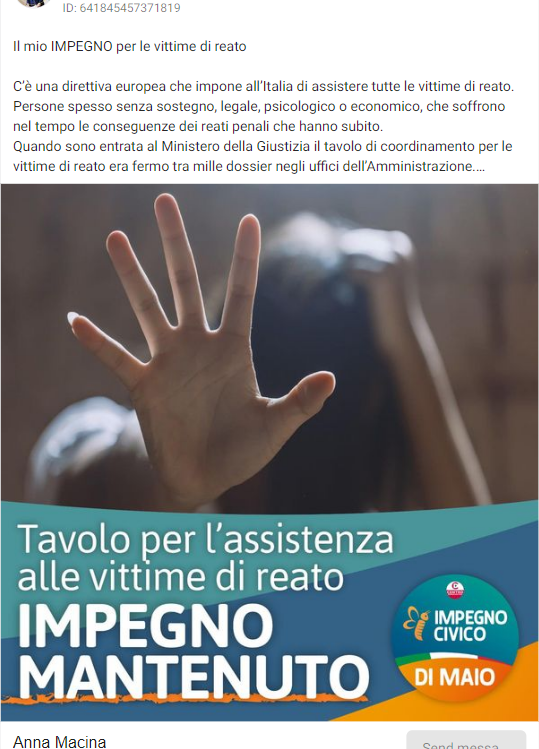 ID: 641845457371819
Il mio IMPEGNO per le vittime di reato
C'è una direttiva europea che impone all'Italia di assistere tutte le vittime di reato.
Persone spesso senza sostegno, legale, psicologico o economico, che soffrono
nel tempo le conseguenze dei reati penali che hanno subito.
Quando sono entrata al Ministero della Giustizia il tavolo di coordinamento per le
vittime di reato era fermo tra mille dossier negli uffici dell'Amministrazione....
Tavolo per l'assistenza
alle vittime di reato
IMPEGNO
MANTENUTO
IMPEGNO
CIVICO
DI MAIO
Anna Macina
Send messa